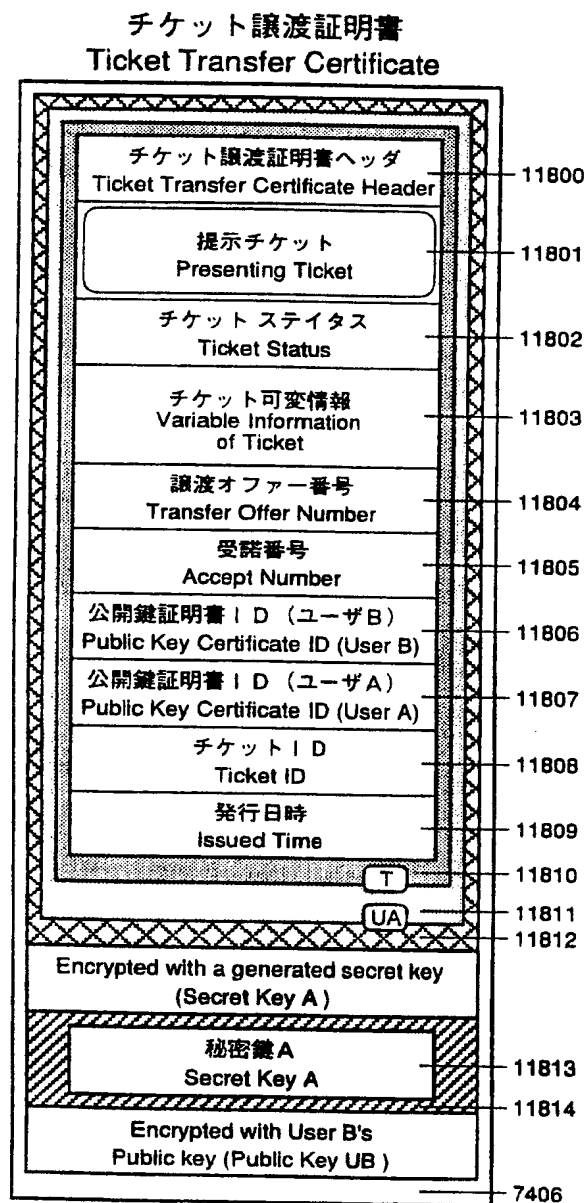 チケット譲渡証明書
Ticket Transfer Certificate
チケット譲渡証明書ヘッダ
Ticket Transfer Certificate Header
11800
提示チケット
Presenting Ticket
11801
チケット ステイタス
Ticket Status
11802
チケット可変情報
Variable Information
of Ticket
11803
譲渡オファー番号
Transfer Offer Number
11804
受諾番号
Accept Number
11805
公開鍵証明書ID（ユーザB）
Public Key Certificate ID (User B)
11806
公開鍵証明書ID（ユーザA）
Public Key Certificate ID (User A)
11807
チケットID
Ticket ID
11808
発行日時
Issued Time
11809
T
11810
UA
11811
11812
Encrypted with a generated secret key
(Secret Key A )
秘密鍵A
Secret Key A
11813
11814
Encrypted with User B's
Public key (Public Key UB )
7406